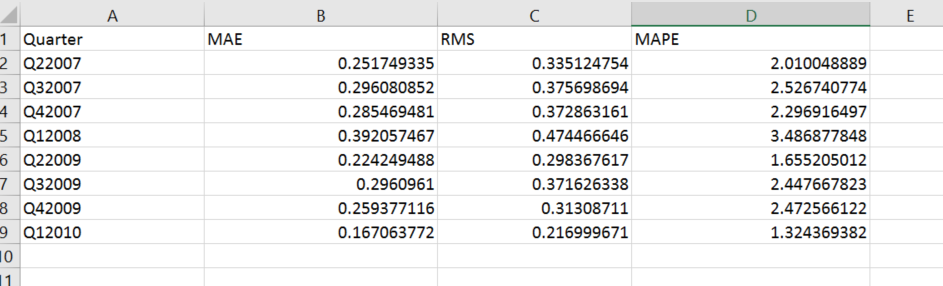 A B C D E
1 Quarter MAE RMS MAPE
2 Q22007 0.251749335 0.335124754 2.010048889
3 Q32007 0.296080852 0.375698694 2.526740774
4 Q42007 0.285469481 0.372863161 2.296916497
5 Q12008 0.392057467 0.474466646 3.486877848
6 Q22009 0.224249488 0.298367617 1.655205012
7 Q32009 0.2960961 0.371626338 2.447667823
8 Q42009 0.259377116 0.31308711 2.472566122
9 Q12010 0.167063772 0.216999671 1.324369382
10
11